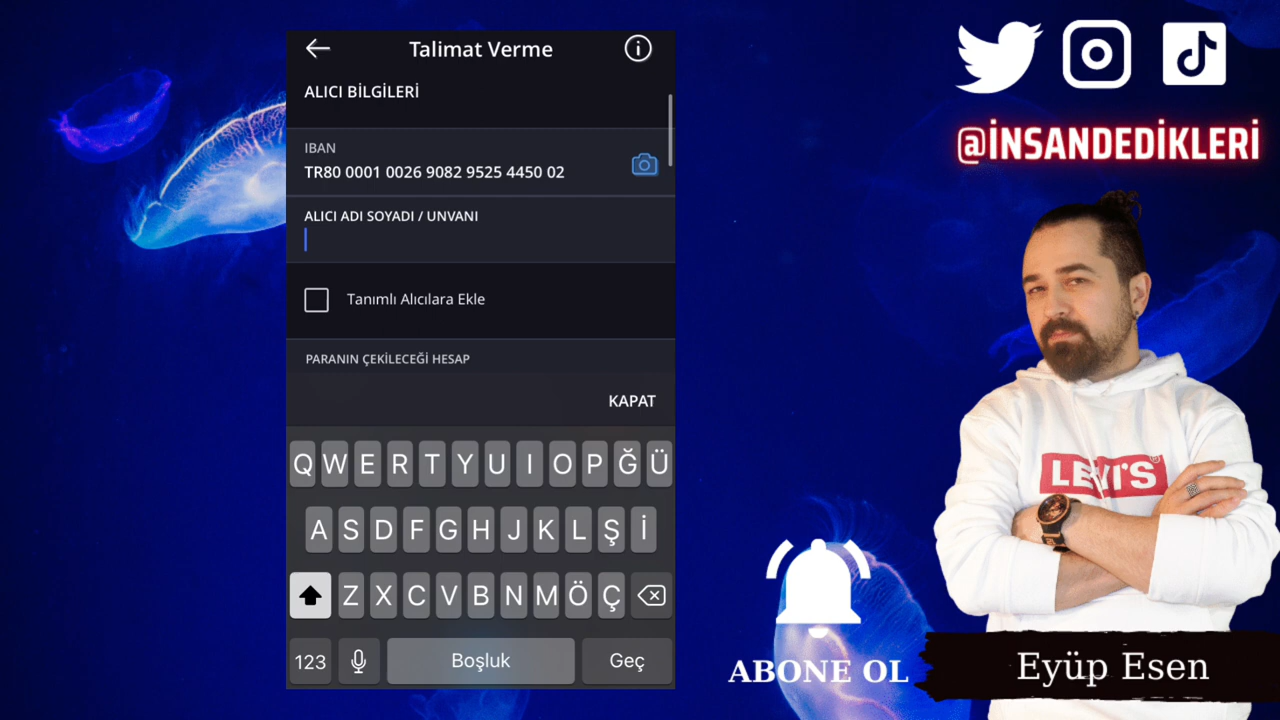 Talimat Verme
ALICI BİLGİLERİ
IBAN
TR80 0001 0026 9082 9525 4450 02
ALICI ADI SOYADI / UNVANI
Tanımlı Alıcılara Ekle
PARANIN ÇEKİLECEĞİ HESAP
KAPAT
Q W E R T Y U I O P Ğ Ü
A S D F G H J K L Ş İ
Z X C V B N M Ö Ç
123 Boşluk Geç
@İNSANDEDİKLERİ
LEVI'S
ABONE OL
Eyüp Esen